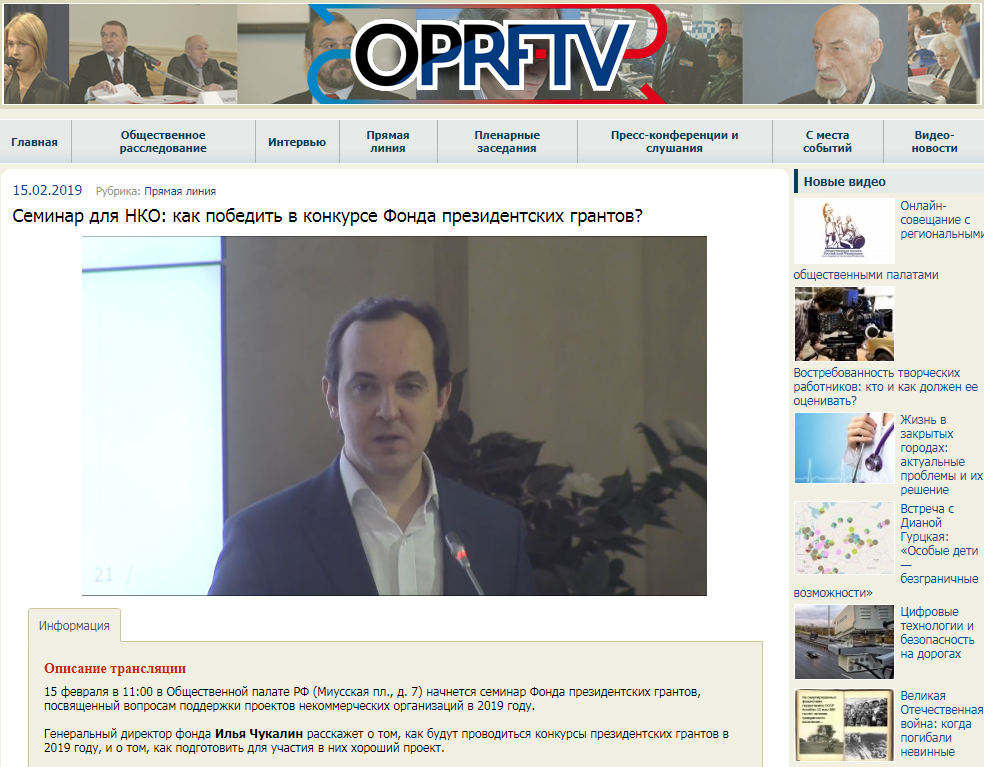 OPRF-TV
Главная
Общественное
расследование
Интервью
Прямая
линия
Пленарные
заседания
Пресс-конференции и
слушания
С места
событий
Видео-
новости
15.02.2019 Рубрика: Прямая линия
Семинар для НКО: как победить в конкурсе Фонда президентских грантов?
21 /
Информация
Описание трансляции
15 февраля в 11:00 в Общественной палате РФ (Миусская пл., д. 7) начнется семинар Фонда президентских грантов,
посвященный вопросам поддержки проектов некоммерческих организаций в 2019 году.
Генеральный директор фонда Илья Чукалин расскажет о том, как будут проводиться конкурсы президентских грантов в
2019 году, и о том, как подготовить для участия в них хороший проект.
Новые видео
Онлайн-
совещание с
региональными
общественными палатами
Востребованность творческих
работников: кто и как должен ее
оценивать?
Жизнь в
закрытых
городах:
актуальные
проблемы и их
решение
Встреча с
Дианой
Гурцкая:
«Особые дети
—
безграничные
возможности»
Цифровые
технологии и
безопасность
на дорогах
Великая
Отечественная
война: когда
погибали
невинные